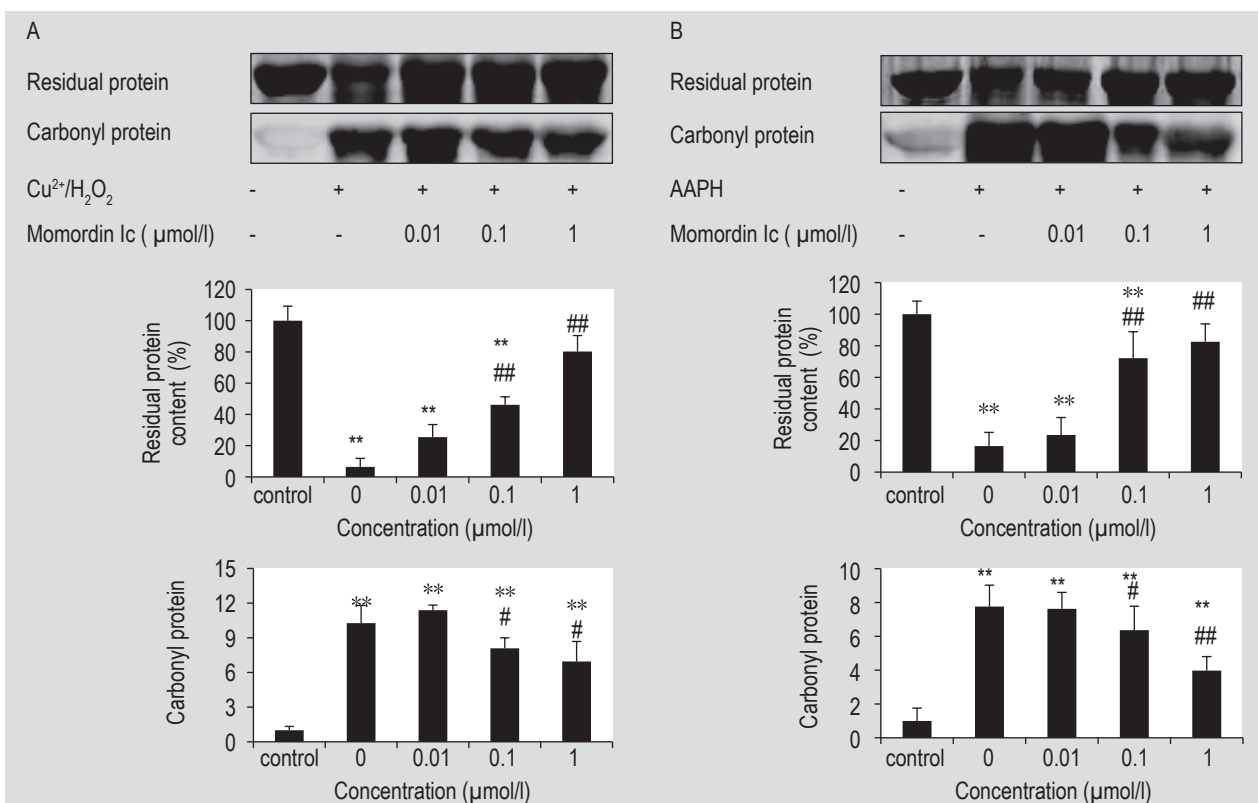 A
Residual protein
Carbonyl protein
Cu²⁺/H₂O₂ - + + + +
Momordin Ic ( µmol/l) - - 0.01 0.1 1
120
100
80
60
40
20
0
Residual protein
content (%)
**
**
**
##
##
control 0 0.01 0.1 1
Concentration (µmol/l)
15
12
9
6
3
0
Carbonyl protein
**
**
**
#
**
#
control 0 0.01 0.1 1
Concentration (µmol/l)
B
Residual protein
Carbonyl protein
AAPH - + + + +
Momordin Ic ( µmol/l) - - 0.01 0.1 1
120
100
80
60
40
20
0
Residual protein
content (%)
**
**
**
##
##
control 0 0.01 0.1 1
Concentration (µmol/l)
10
8
6
4
2
0
Carbonyl protein
**
**
**
#
**
##
control 0 0.01 0.1 1
Concentration (µmol/l)